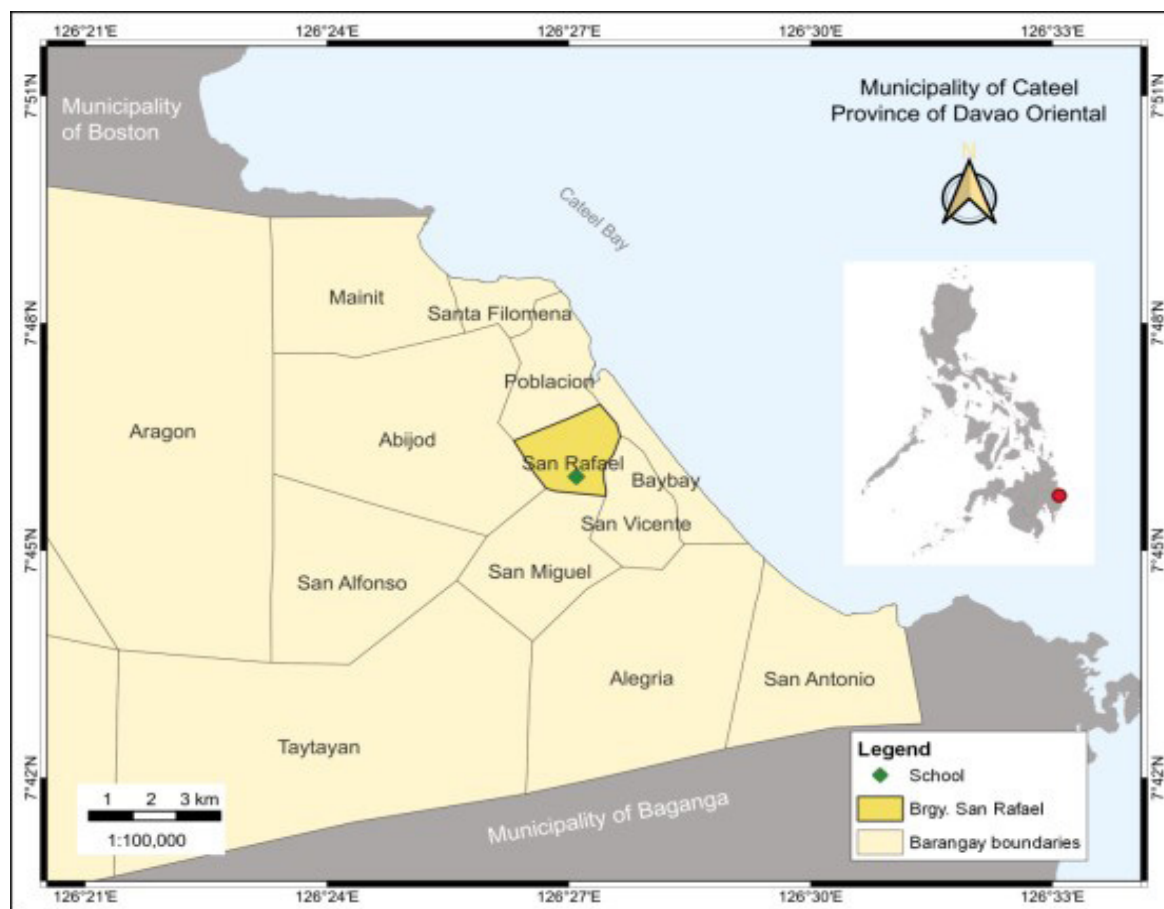 126°21'E 126°24'E 126°27'E 126°30'E 126°33'E
7°51'N 7°51'N
Municipality
of Boston
Municipality of Cateel
Province of Davao Oriental
N
Cateel Bay
7°48'N 7°48'N
Mainit
Santa Filomena
Poblacion
Aragon
Abijod
San Rafael
Baybay
San Vicente
7°45'N 7°45'N
San Alfonso
San Miguel
Alegria
San Antonio
Taytayan
7°42'N 7°42'N
Legend
School
Brgy. San Rafael
Barangay boundaries
1 2 3 km
1:100,000
Municipality of Baganga
126°21'E 126°24'E 126°27'E 126°30'E 126°33'E